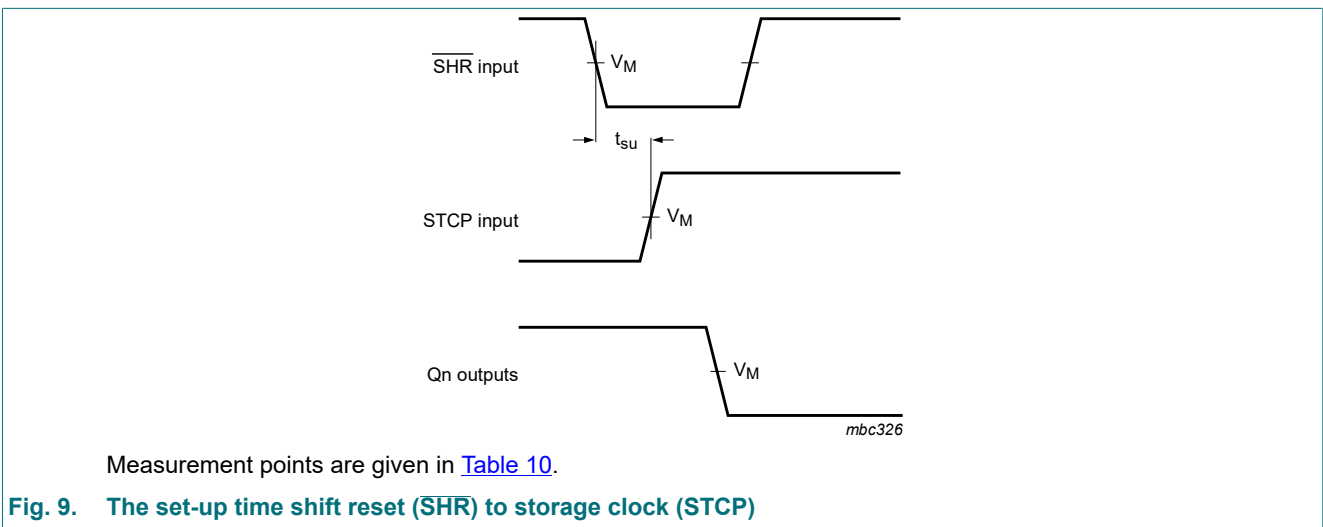 SHR input
VM
tsu
STCP input
VM
Qn outputs
VM
mbc326
Measurement points are given in Table 10.
Fig. 9. The set-up time shift reset (SHR) to storage clock (STCP)